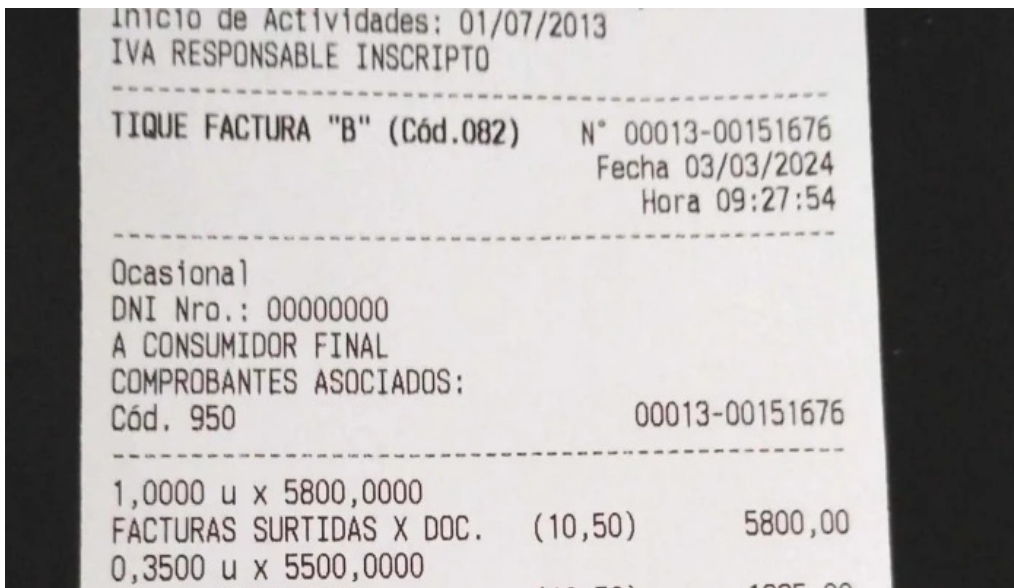 Inicio de Actividades: 01/07/2013
IVA RESPONSABLE INSCRIPTO
TIQUE FACTURA "B" (Cód.082) N° 00013-00151676
Fecha 03/03/2024
Hora 09:27:54
Ocasional
DNI Nro.: 00000000
A CONSUMIDOR FINAL
COMPROBANTES ASOCIADOS:
Cód. 950 00013-00151676
1,0000 u x 5800,0000
FACTURAS SURTIDAS X DOC. (10,50) 5800,00
0,3500 u x 5500,0000